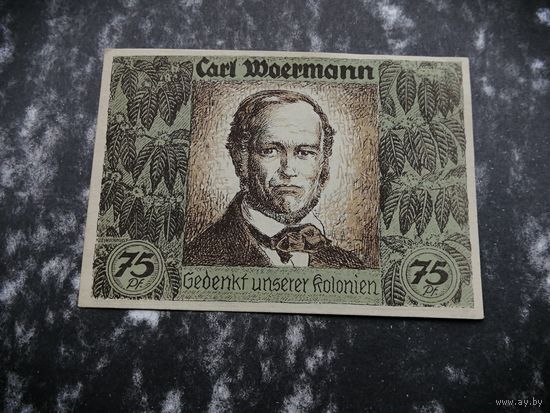 Carl Woermann
75
Pf.
75
Pf.
Gedenkt unserer Kolonien
www.ay.by